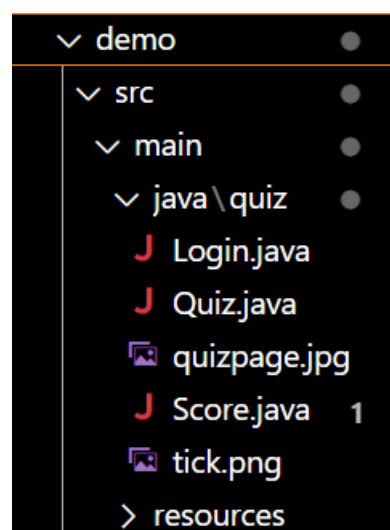 demo
src
main
java\quiz
Login.java
Quiz.java
quizpage.jpg
Score.java 1
tick.png
resources